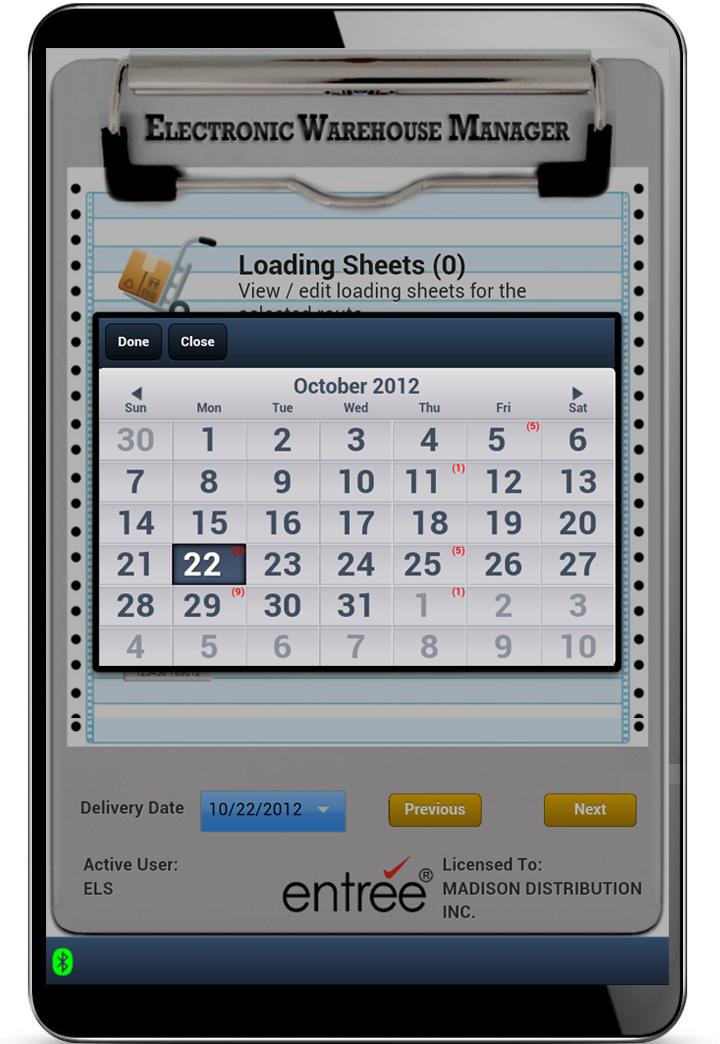 ELECTRONIC WAREHOUSE MANAGER
Loading Sheets (0)
View / edit loading sheets for the
selected route
Done Close
October 2012
Sun Mon Tue Wed Thu Fri Sat
30 1 2 3 4 5 (5) 6
7 8 9 10 11 (1) 12 13
14 15 16 17 18 19 20
21 22 23 24 25 (5) 26 27
28 29 (9) 30 31 1 (1) 2 3
4 5 6 7 8 9 10
Delivery Date 10/22/2012 Previous Next
Active User:
ELS
entrée®
Licensed To:
MADISON DISTRIBUTION
INC.